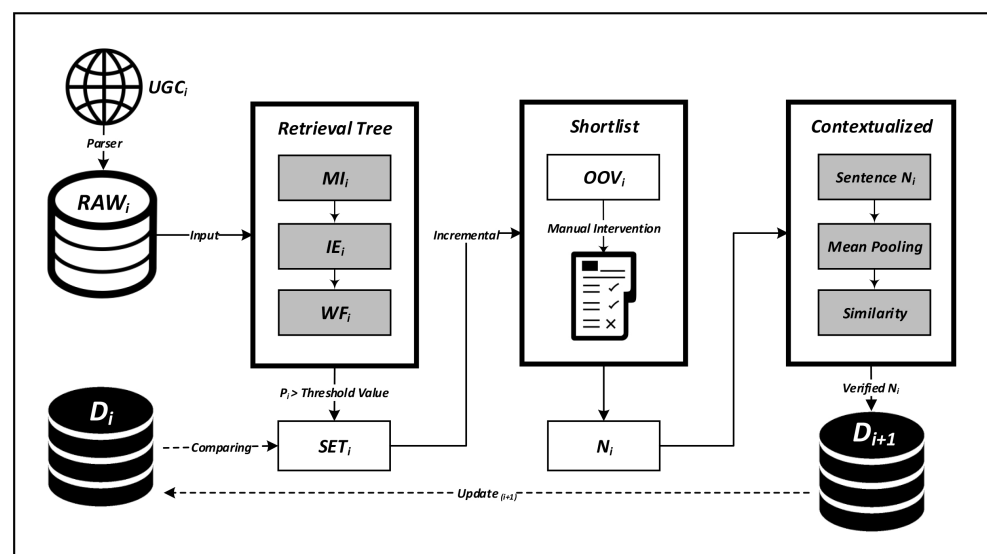 UGCi
Parser
RAWi
Input
Retrieval Tree
MIi
IEi
WFi
Pi > Threshold Value
SETi
Di
Comparing
Incremental
Shortlist
OOVi
Manual Intervention
Ni
Contextualized
Sentence Ni
Mean Pooling
Similarity
Verified Ni
Di+1
Update (i+1)